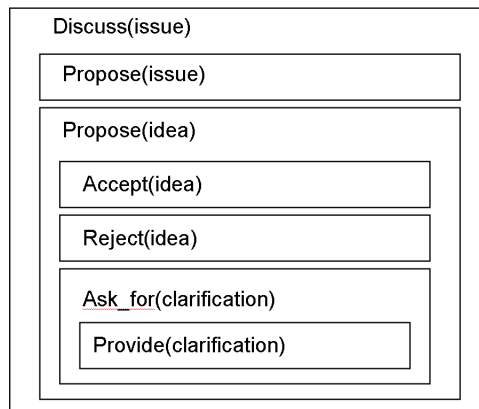 Discuss(issue)
Propose(issue)
Propose(idea)
Accept(idea)
Reject(idea)
Ask_for(clarification)
Provide(clarification)